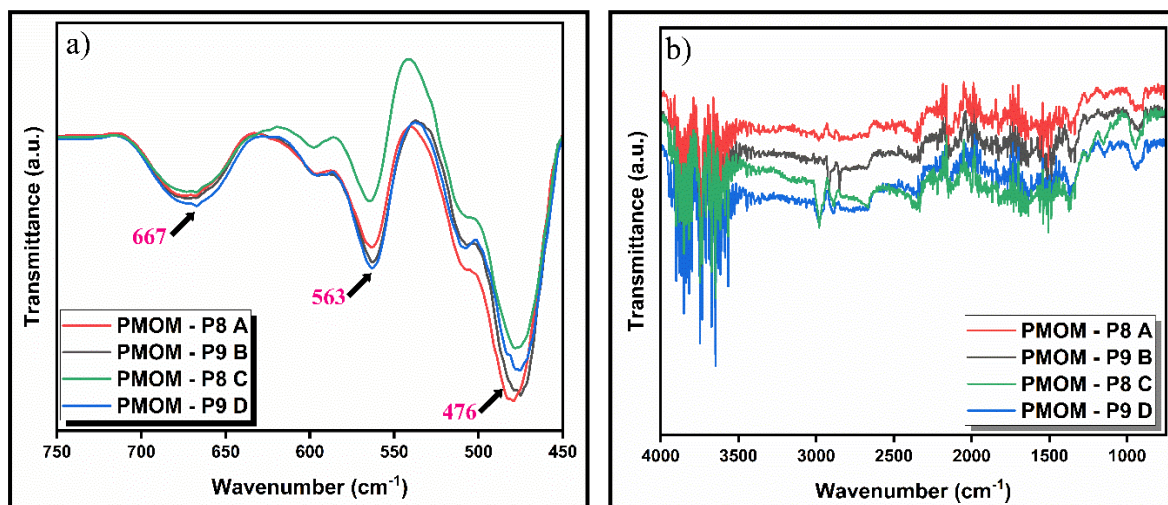 a)
Transmittance (a.u.)
667
563
476
PMOM - P8 A
PMOM - P9 B
PMOM - P8 C
PMOM - P9 D
750 700 650 600 550 500 450
Wavenumber (cm⁻¹)
b)
Transmittance (a.u.)
PMOM - P8 A
PMOM - P9 B
PMOM - P8 C
PMOM - P9 D
4000 3500 3000 2500 2000 1500 1000
Wavenumber (cm⁻¹)